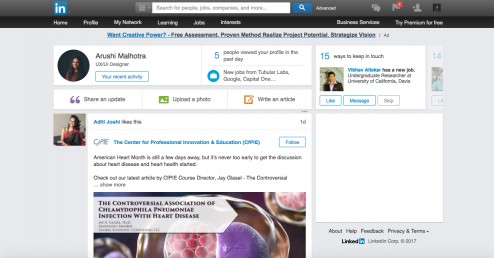 in
Search for people, jobs, companies, and more...
Advanced
Home Profile My Network Learning Jobs Interests
Business Services Try Premium for free
Want Creative Power? - Free Assessment, Proven Method Realize Project Potential, Strategize Vision | Ad
Arushi Malhotra
UX/UI Designer
Your recent activity
5 people viewed your profile in the past day
New jobs from Tubular Labs, Google, Capital One...
15 ways to keep in touch
14
Vibhav Altekar has a new job.
Undergraduate Researcher at
University of California, Davis
Like Message Skip
Share an update
Upload a photo
Write an article
Aditi Joshi likes this
1d
C/PIE
The Center for Professional Innovation & Education (CfPIE)
Follow
American Heart Month is still a few days away, but it's never too early to get the discussion
about heart disease and heart health started.
Check out our latest article by CfPIE Course Director, Jay Glasel - The Controversial
... show more
The Controversial Association of
Chlamydophila Pneumoniae
Infection With Heart Disease
About Help Feedback Privacy & Terms
LinkedIn LinkedIn Corp. © 2017